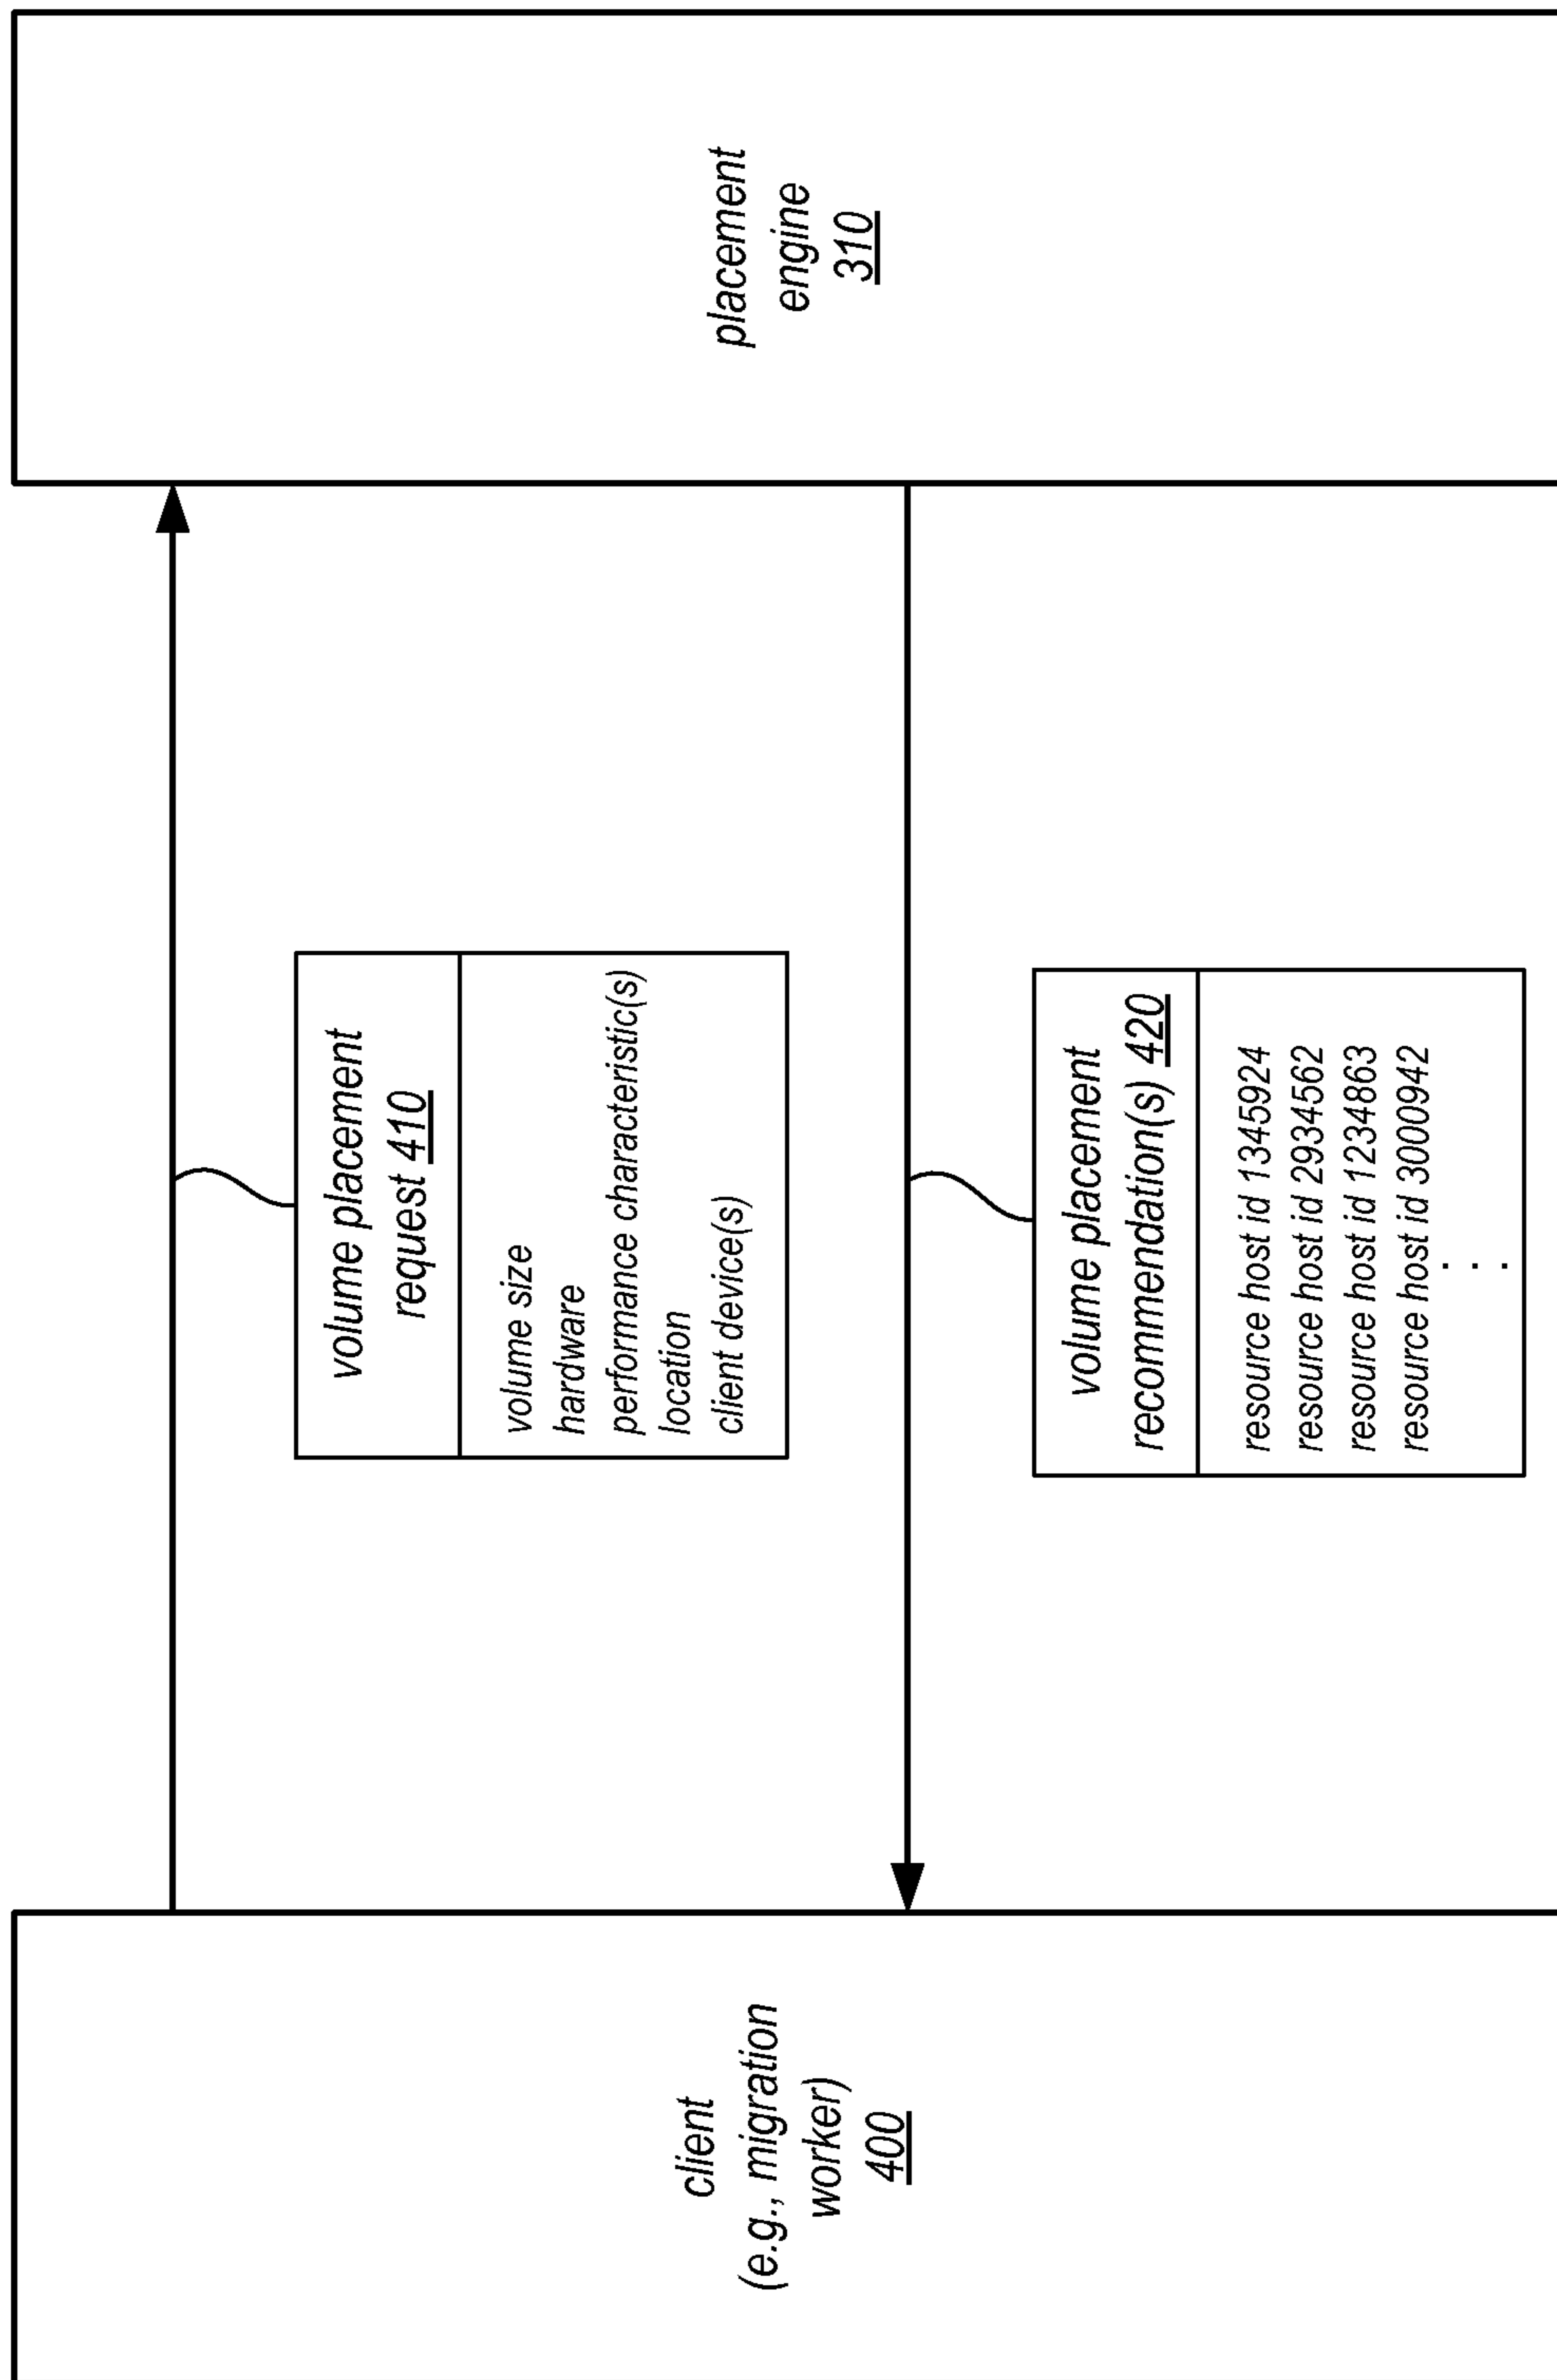 client
(e.g., migration
worker)
400
volume placement
request 410
volume size
hardware
performance characteristic(s)
location
client device(s)
volume placement
recommendation(s) 420
resource host id 1345924
resource host id 2934562
resource host id 1234863
resource host id 3000942
. . .
placement
engine
310